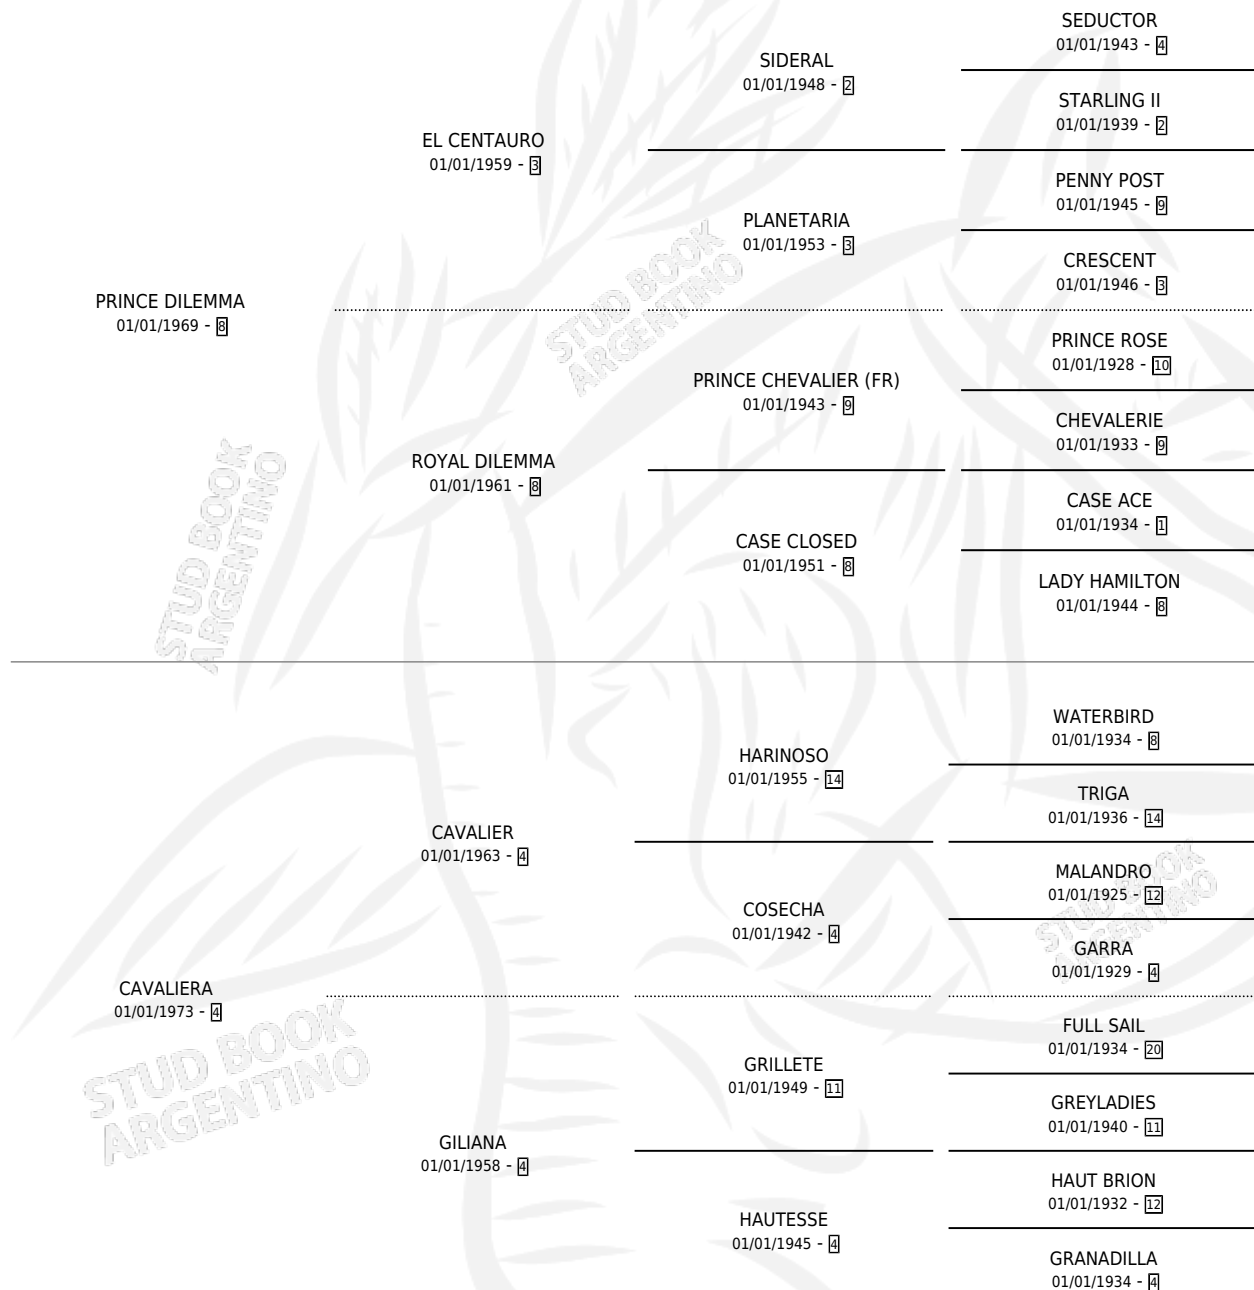 SEDUCTOR
01/01/1943 - 4
SIDERAL
01/01/1948 - 2
STARLING II
01/01/1939 - 2
EL CENTAURO
01/01/1959 - 3
PENNY POST
01/01/1945 - 9
PLANETARIA
01/01/1953 - 3
CRESCENT
01/01/1946 - 3
PRINCE DILEMMA
01/01/1969 - 8
PRINCE ROSE
01/01/1928 - 10
PRINCE CHEVALIER (FR)
01/01/1943 - 9
CHEVALERIE
01/01/1933 - 9
ROYAL DILEMMA
01/01/1961 - 8
CASE ACE
01/01/1934 - 1
CASE CLOSED
01/01/1951 - 8
LADY HAMILTON
01/01/1944 - 8
WATERBIRD
01/01/1934 - 8
HARINOSO
01/01/1955 - 14
TRIGA
01/01/1936 - 14
CAVALIER
01/01/1963 - 4
MALANDRO
01/01/1925 - 12
COSECHA
01/01/1942 - 4
GARRA
01/01/1929 - 4
CAVALIERA
01/01/1973 - 4
FULL SAIL
01/01/1934 - 20
GRILLETE
01/01/1949 - 11
GREYLADIES
01/01/1940 - 11
GILIANA
01/01/1958 - 4
HAUT BRION
01/01/1932 - 12
HAUTESSE
01/01/1945 - 4
GRANADILLA
01/01/1934 - 4
STUD BOOK
ARGENTINO
STUD BOOK
ARGENTINO
STUD BOOK
ARGENTINO
STUD BOOK
ARGENTINO